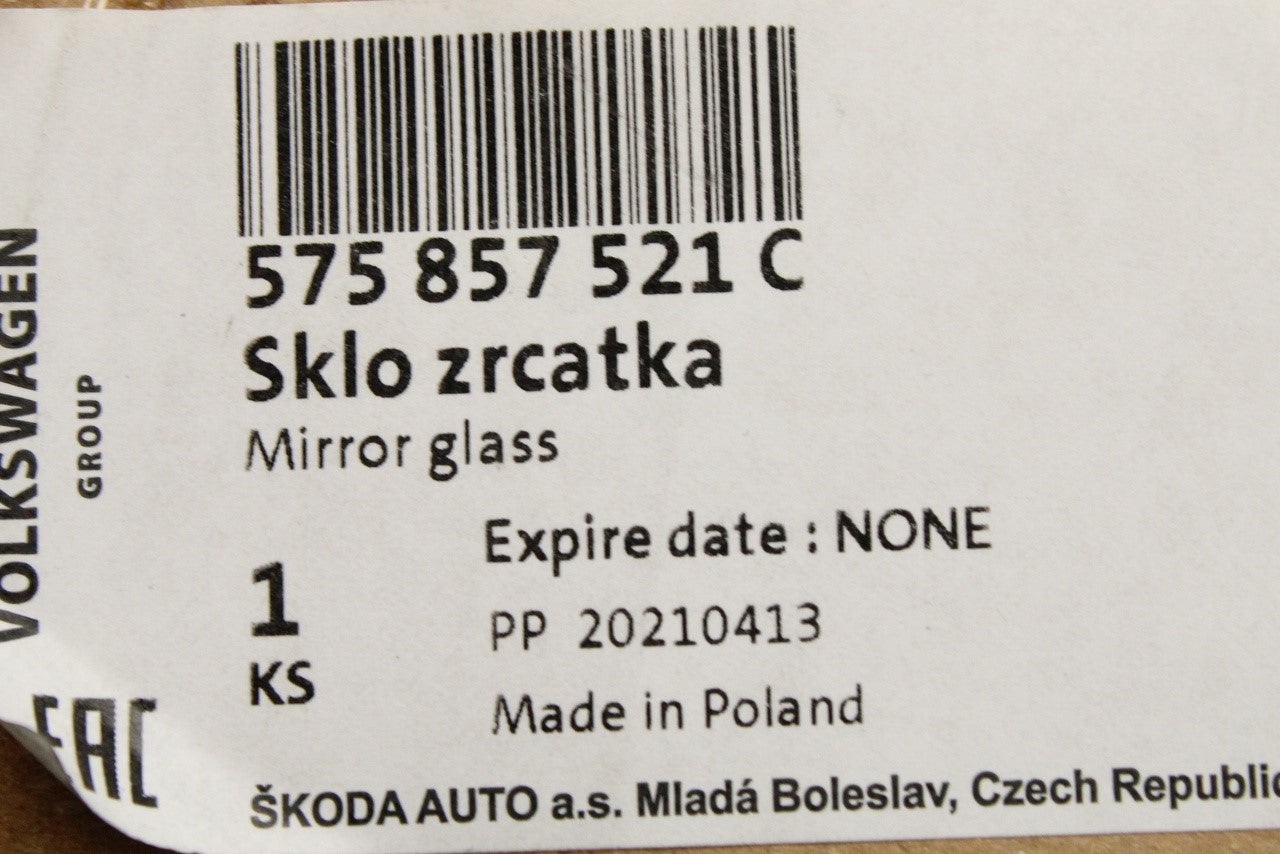 VOLKSWAGEN
GROUP
575 857 521 C
Sklo zrcatka
Mirror glass
Expire date : NONE
1
KS
PP 20210413
Made in Poland
EAC
ŠKODA AUTO a.s. Mladá Boleslav, Czech Republic